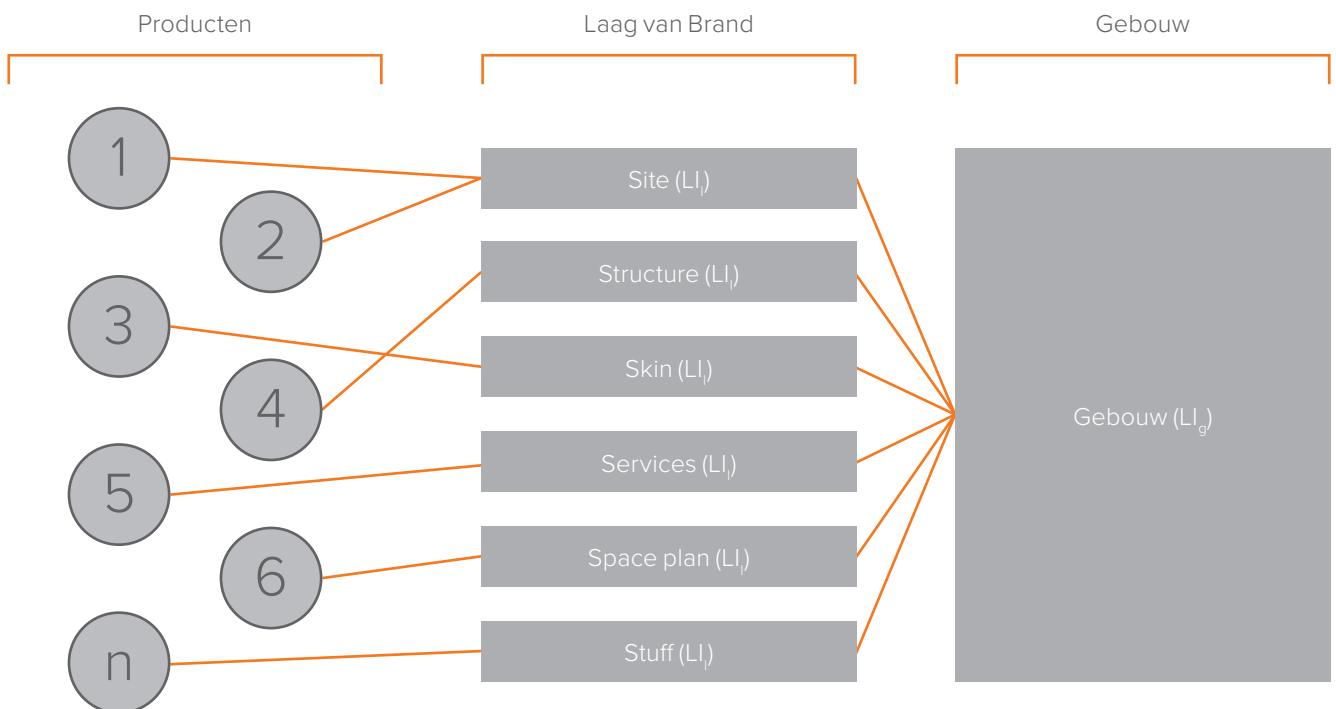 Producten
Laag van Brand
Gebouw
1
2
3
4
5
6
n
Site (LIₗ)
Structure (LIₗ)
Skin (LIₗ)
Services (LIₗ)
Space plan (LIₗ)
Stuff (LIₗ)
Gebouw (LI_g)